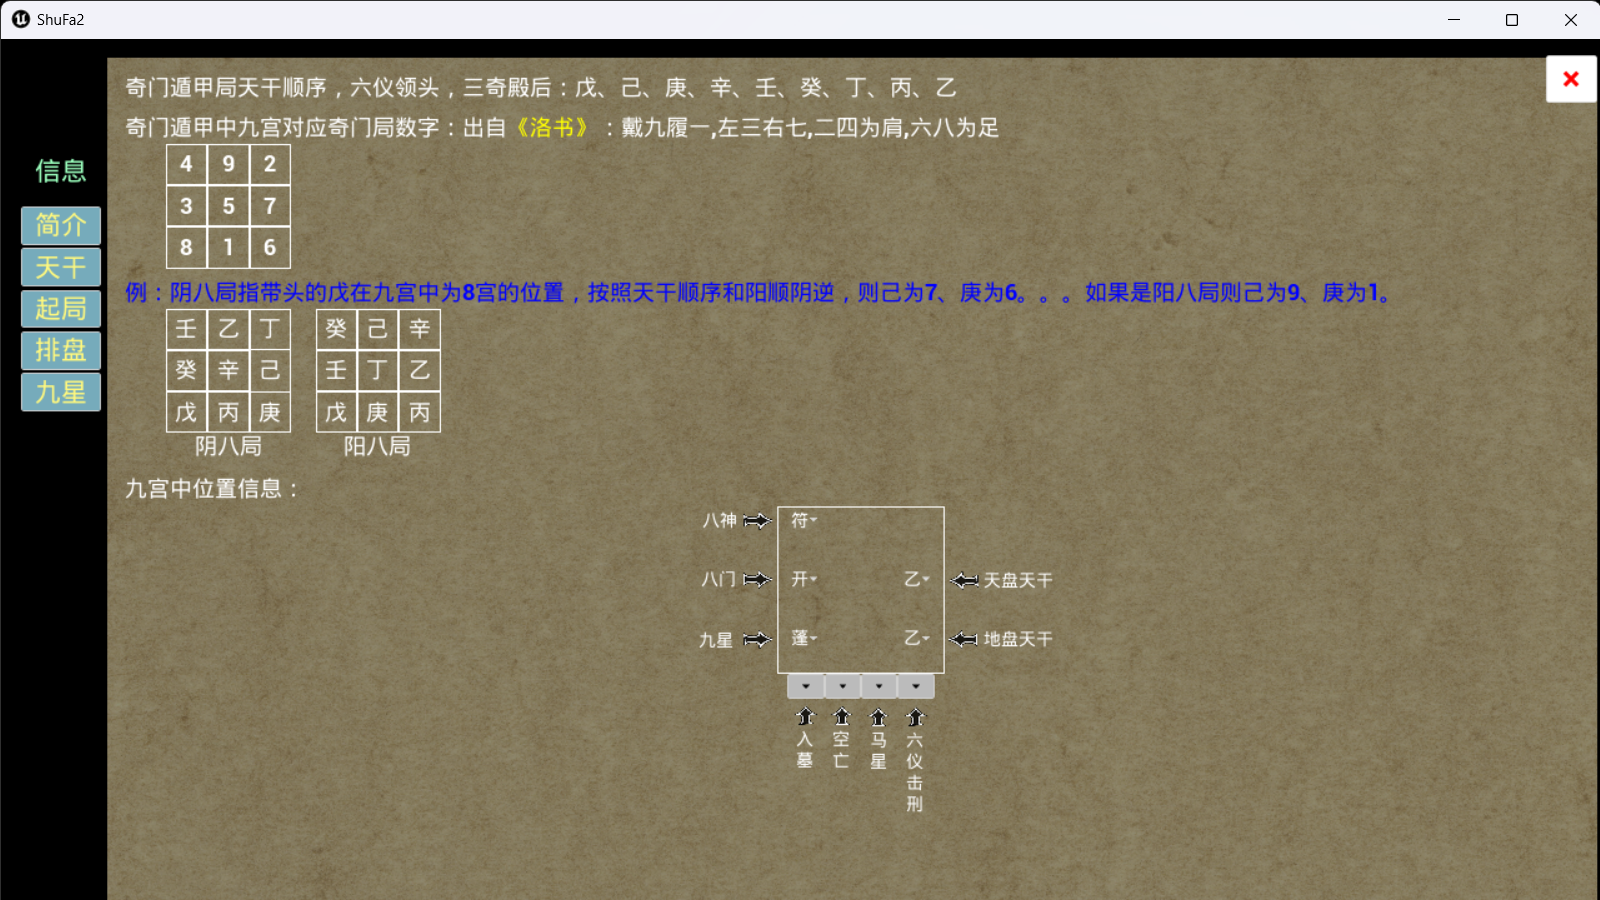 ShuFa2
奇门遁甲局天干顺序，六仪领头，三奇殿后：戊、己、庚、辛、壬、癸、丁、丙、乙
奇门遁甲中九宫对应奇门局数字：出自《洛书》：戴九履一,左三右七,二四为肩,六八为足
信息
简介
天干
起局
排盘
九星
4 9 2
3 5 7
8 1 6
例：阴八局指带头的戊在九宫中为8宫的位置，按照天干顺序和阳顺阴逆，则己为7、庚为6。。。如果是阳八局则己为9、庚为1。
壬 乙 丁 癸 己 辛
癸 辛 己 壬 丁 乙
戊 丙 庚 戊 庚 丙
阴八局 阳八局
九宫中位置信息：
八神 符
八门 开 乙 天盘天干
九星 蓬 乙 地盘天干
入墓
空亡
马星
六仪击刑